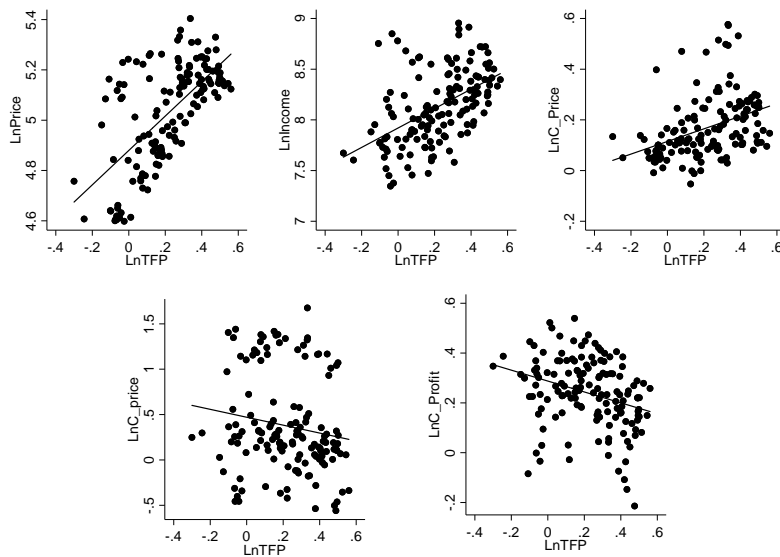 LnPrice
4.6 4.8 5 5.2 5.4
-.4 -.2 0 .2 .4 .6
LnTFP
LnIncome
7 7.5 8 8.5 9
-.4 -.2 0 .2 .4 .6
LnTFP
LnC_Price
-.2 0 .2 .4 .6
-.4 -.2 0 .2 .4 .6
LnTFP
LnC_price
-.5 0 .5 1 1.5
-.4 -.2 0 .2 .4 .6
LnTFP
LnC_Profit
-.2 0 .2 .4 .6
-.4 -.2 0 .2 .4 .6
LnTFP